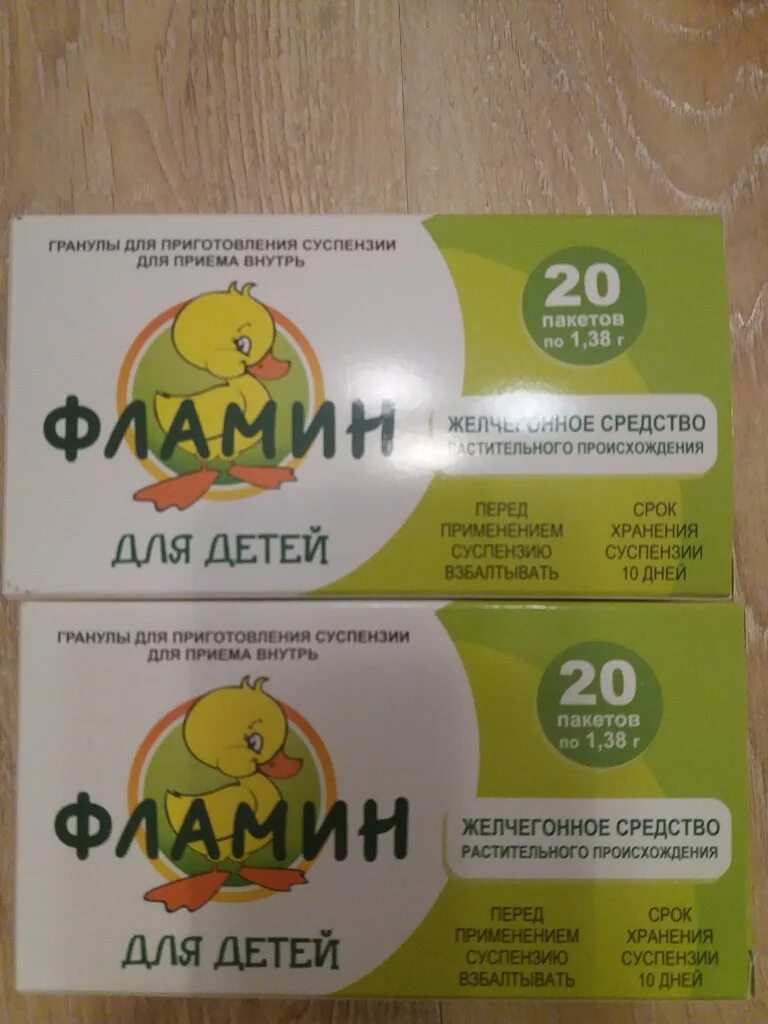 ГРАНУЛЫ ДЛЯ ПРИГОТОВЛЕНИЯ СУСПЕНЗИИ
ДЛЯ ПРИЕМА ВНУТРЬ
ФЛАМИН
ДЛЯ ДЕТЕЙ
20
пакетов
по 1,38 г
ЖЕЛЧЕГОННОЕ СРЕДСТВО
РАСТИТЕЛЬНОГО ПРОИСХОЖДЕНИЯ
ПЕРЕД
ПРИМЕНЕНИЕМ
СУСПЕНЗИЮ
ВЗБАЛТЫВАТЬ
СРОК
ХРАНЕНИЯ
СУСПЕНЗИИ
10 ДНЕЙ
ГРАНУЛЫ ДЛЯ ПРИГОТОВЛЕНИЯ СУСПЕНЗИИ
ДЛЯ ПРИЕМА ВНУТРЬ
ФЛАМИН
ДЛЯ ДЕТЕЙ
20
пакетов
по 1,38 г
ЖЕЛЧЕГОННОЕ СРЕДСТВО
РАСТИТЕЛЬНОГО ПРОИСХОЖДЕНИЯ
ПЕРЕД
ПРИМЕНЕНИЕМ
СУСПЕНЗИЮ
ВЗБАЛТЫВАТЬ
СРОК
ХРАНЕНИЯ
СУСПЕНЗИИ
10 ДНЕЙ